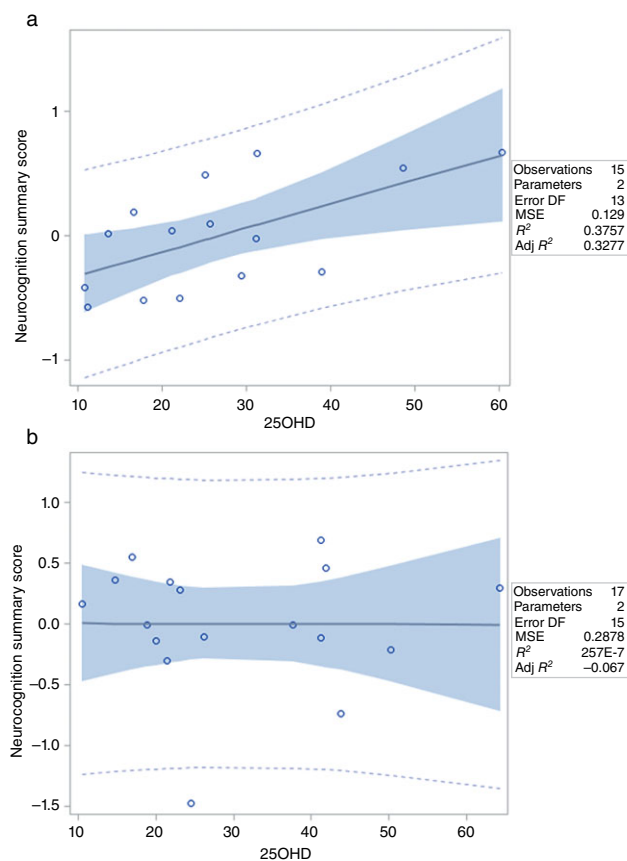 a
Neurocognition summary score
1
0
−1
10 20 30 40 50 60
25OHD
Observations 15
Parameters 2
Error DF 13
MSE 0.129
R² 0.3757
Adj R² 0.3277
b
Neurocognition summary score
1.0
0.5
0.0
−0.5
−1.0
−1.5
10 20 30 40 50 60
25OHD
Observations 17
Parameters 2
Error DF 15
MSE 0.2878
R² 257E-7
Adj R² −0.067